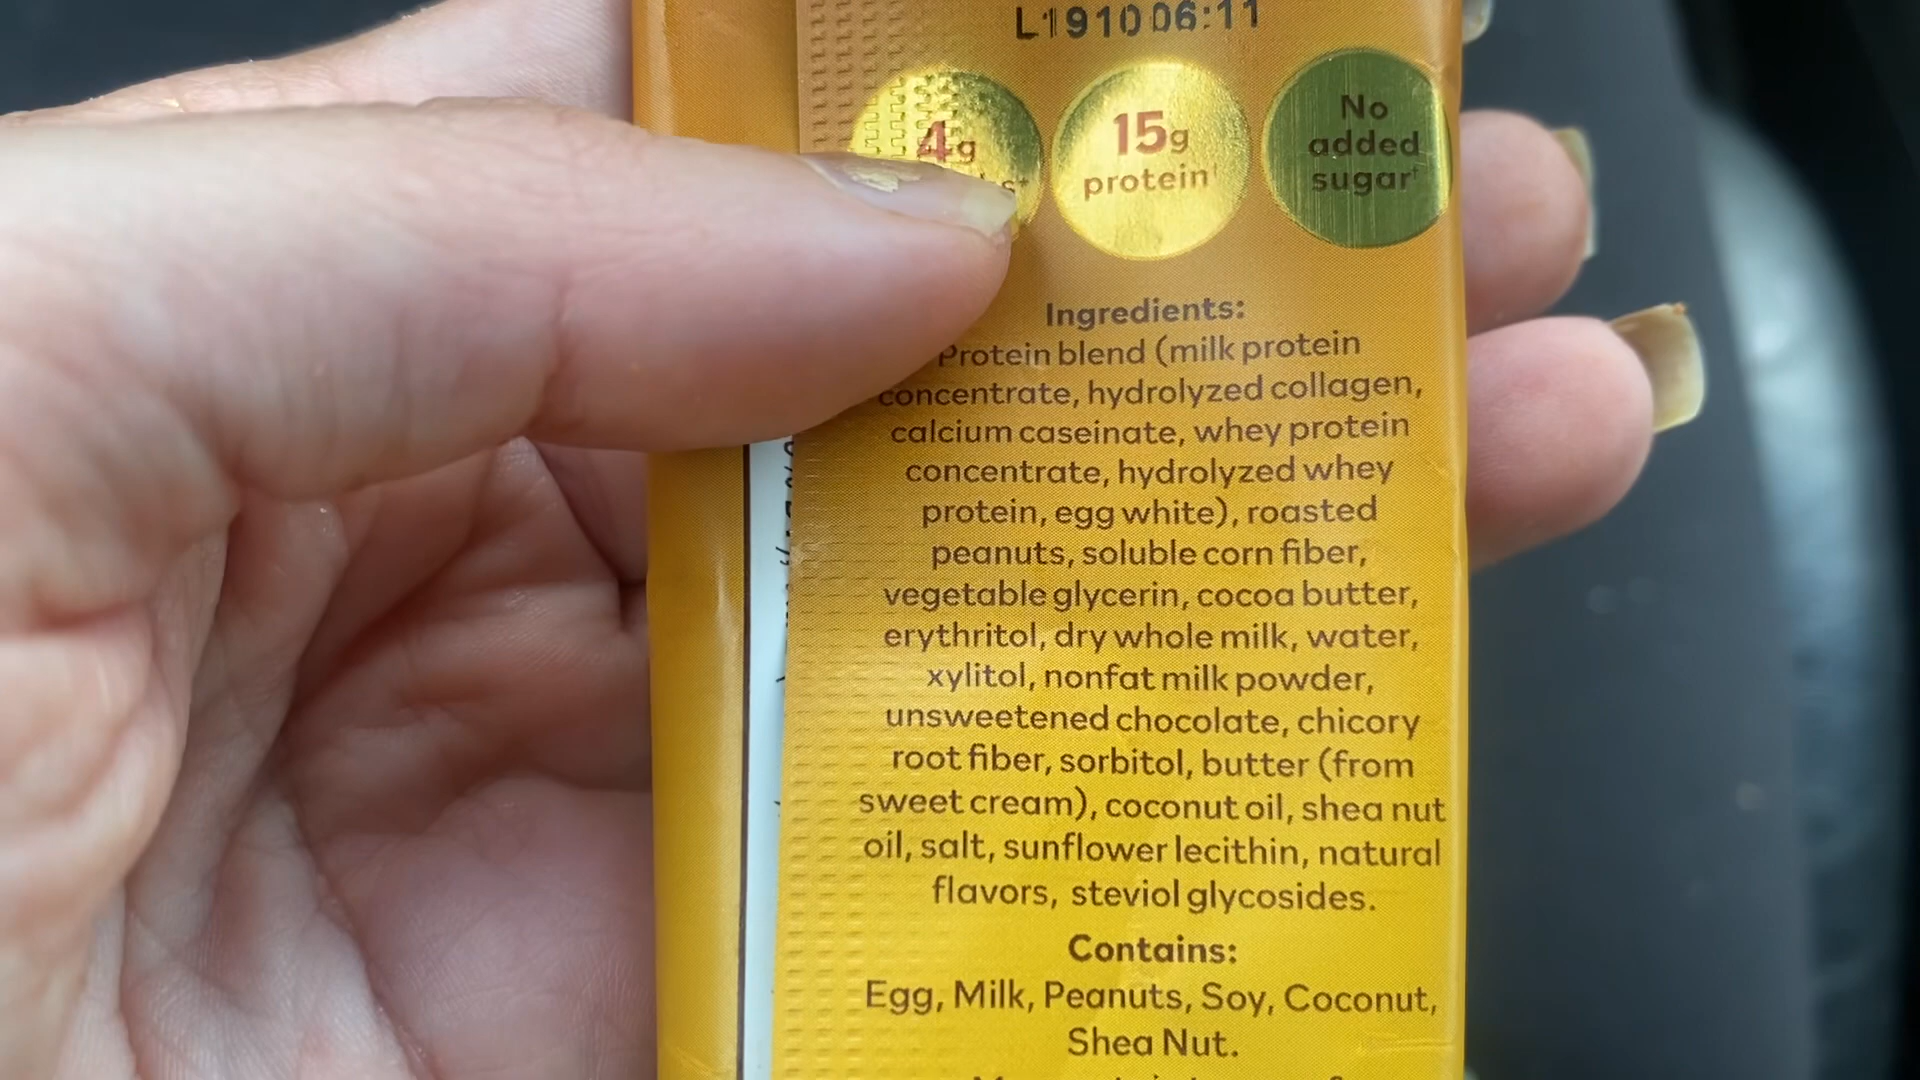 L191006:11
4g
15g
protein
No
added
sugar†
Ingredients:
Protein blend (milk protein
concentrate, hydrolyzed collagen,
calcium caseinate, whey protein
concentrate, hydrolyzed whey
protein, egg white), roasted
peanuts, soluble corn fiber,
vegetable glycerin, cocoa butter,
erythritol, dry whole milk, water,
xylitol, nonfat milk powder,
unsweetened chocolate, chicory
root fiber, sorbitol, butter (from
sweet cream), coconut oil, shea nut
oil, salt, sunflower lecithin, natural
flavors, steviol glycosides.
Contains:
Egg, Milk, Peanuts, Soy, Coconut,
Shea Nut.